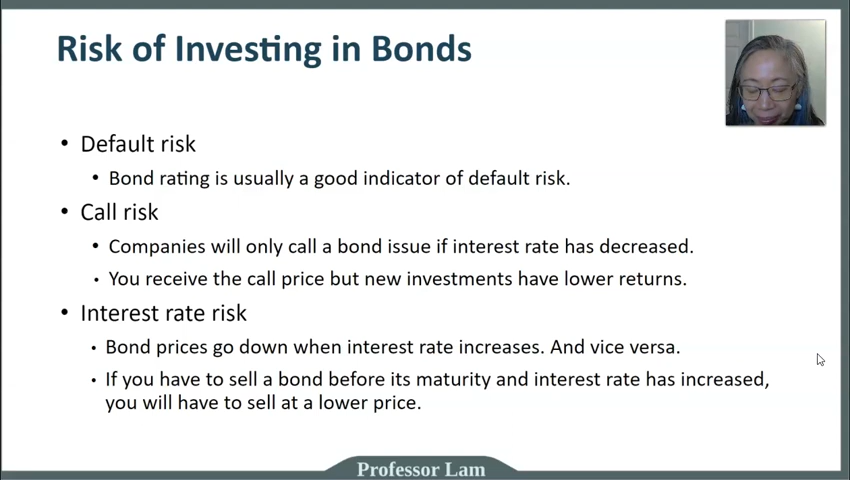 Risk of Investing in Bonds
• Default risk
• Bond rating is usually a good indicator of default risk.
• Call risk
• Companies will only call a bond issue if interest rate has decreased.
• You receive the call price but new investments have lower returns.
• Interest rate risk
• Bond prices go down when interest rate increases. And vice versa.
• If you have to sell a bond before its maturity and interest rate has increased,
you will have to sell at a lower price.
Professor Lam